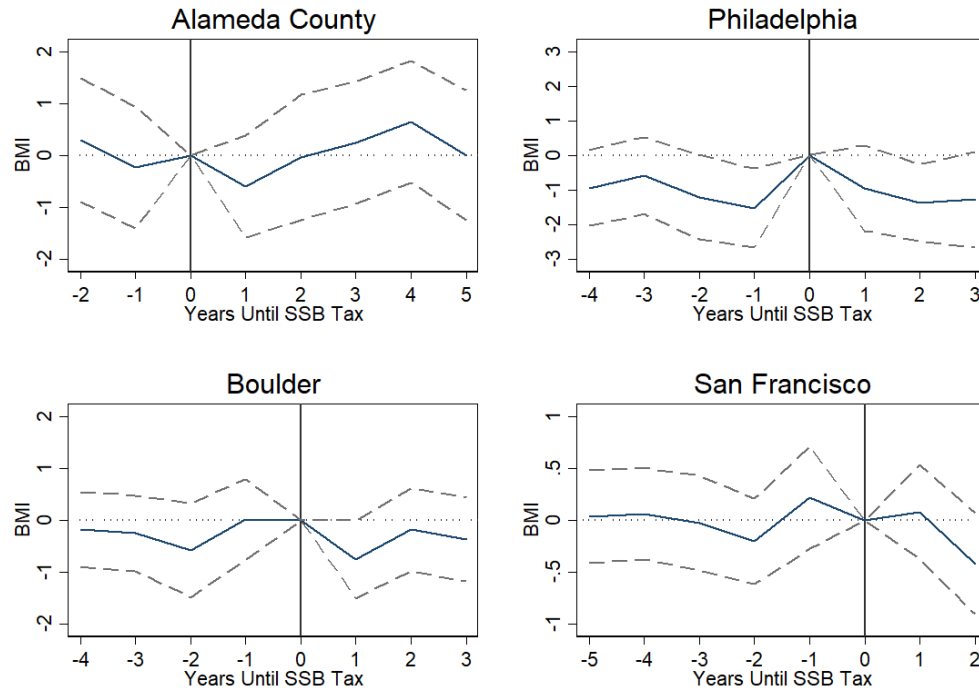 Alameda County
BMI
2
1
0
-1
-2
-2 -1 0 1 2 3 4 5
Years Until SSB Tax
Philadelphia
BMI
3
2
1
0
-1
-2
-3
-4 -3 -2 -1 0 1 2 3
Years Until SSB Tax
Boulder
BMI
2
1
0
-1
-2
-4 -3 -2 -1 0 1 2 3
Years Until SSB Tax
San Francisco
BMI
1
.5
0
-.5
-1
-5 -4 -3 -2 -1 0 1 2
Years Until SSB Tax